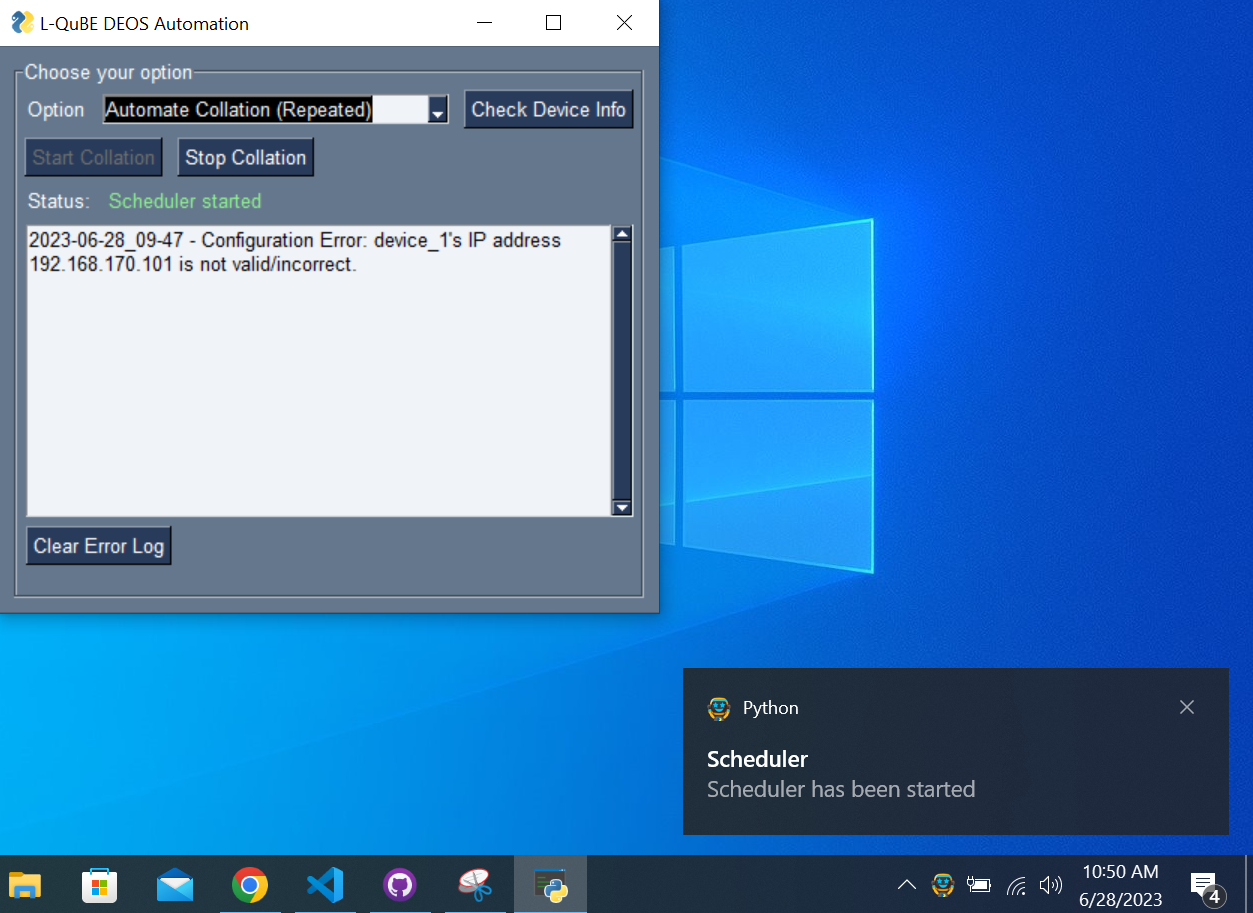 L-QuBE DEOS Automation
Choose your option
Option
Automate Collation (Repeated)
Check Device Info
Start Collation
Stop Collation
Status:
Scheduler started
2023-06-28_09-47 - Configuration Error: device_1's IP address
192.168.170.101 is not valid/incorrect.
Clear Error Log
Python
Scheduler
Scheduler has been started
10:50 AM
6/28/2023
4